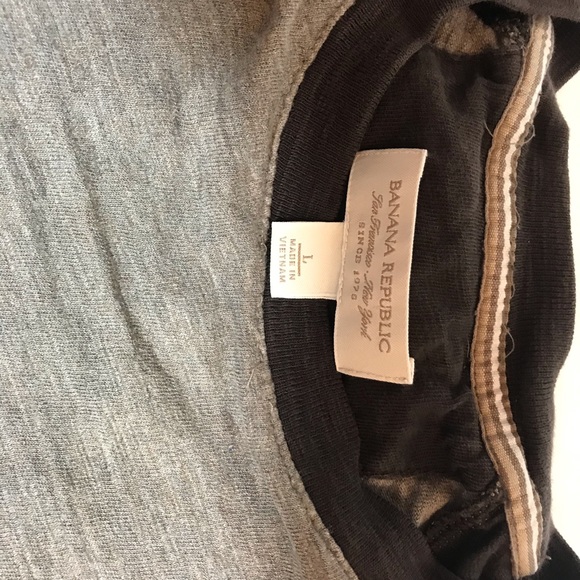 BANANA REPUBLIC
San Francisco · New York
SINCE 1978
L
MADE IN
VIETNAM